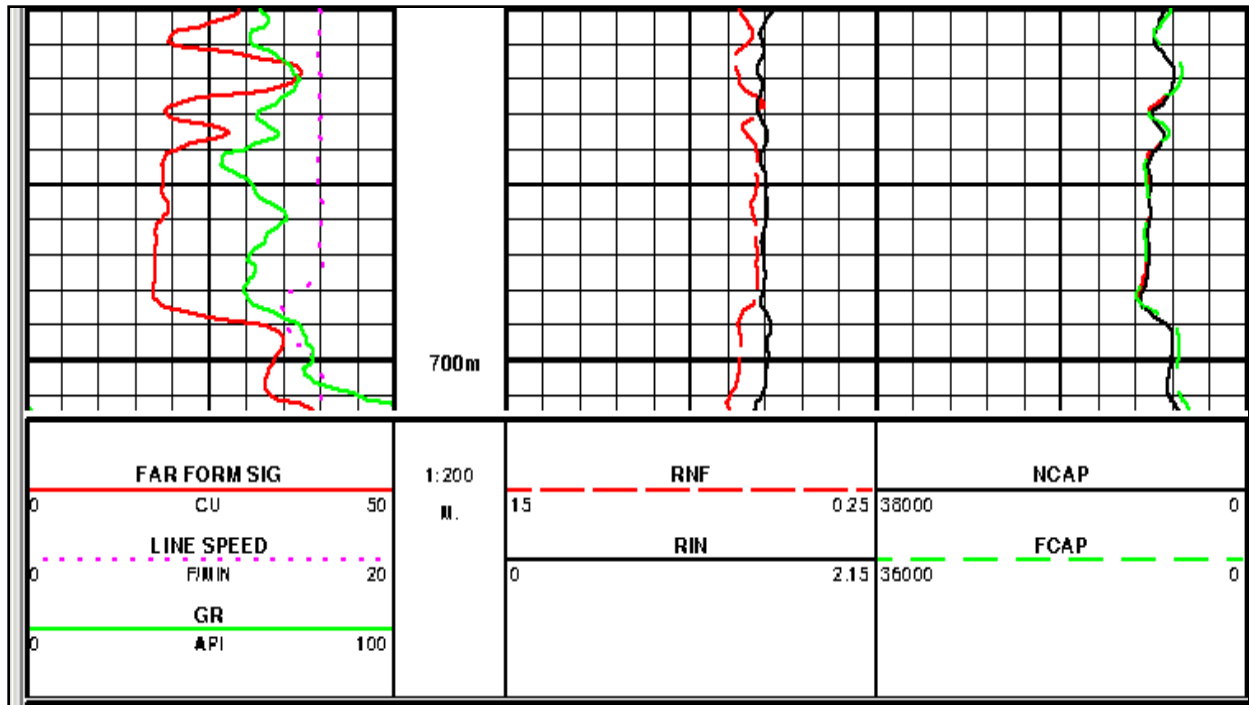 700m
FAR FORM SIG
0 CU 50
LINE SPEED
0 F/MIN 20
GR
0 API 100
1:200
M.
RNF
15 0.25
RIN
0 2.15
NCAP
38000 0
FCAP
36000 0